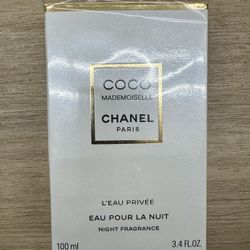 COCO
MADEMOISELLE
CHANEL
PARIS
L'EAU PRIVÉE
EAU POUR LA NUIT
NIGHT FRAGRANCE
100 ml 3.4 FL.OZ.